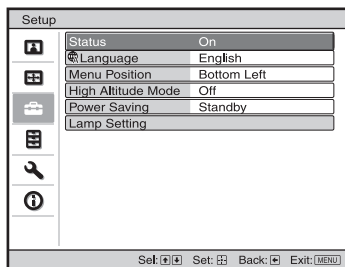 Setup
Status On
Language English
Menu Position Bottom Left
High Altitude Mode Off
Power Saving Standby
Lamp Setting
Sel: Set: Back: Exit: MENU